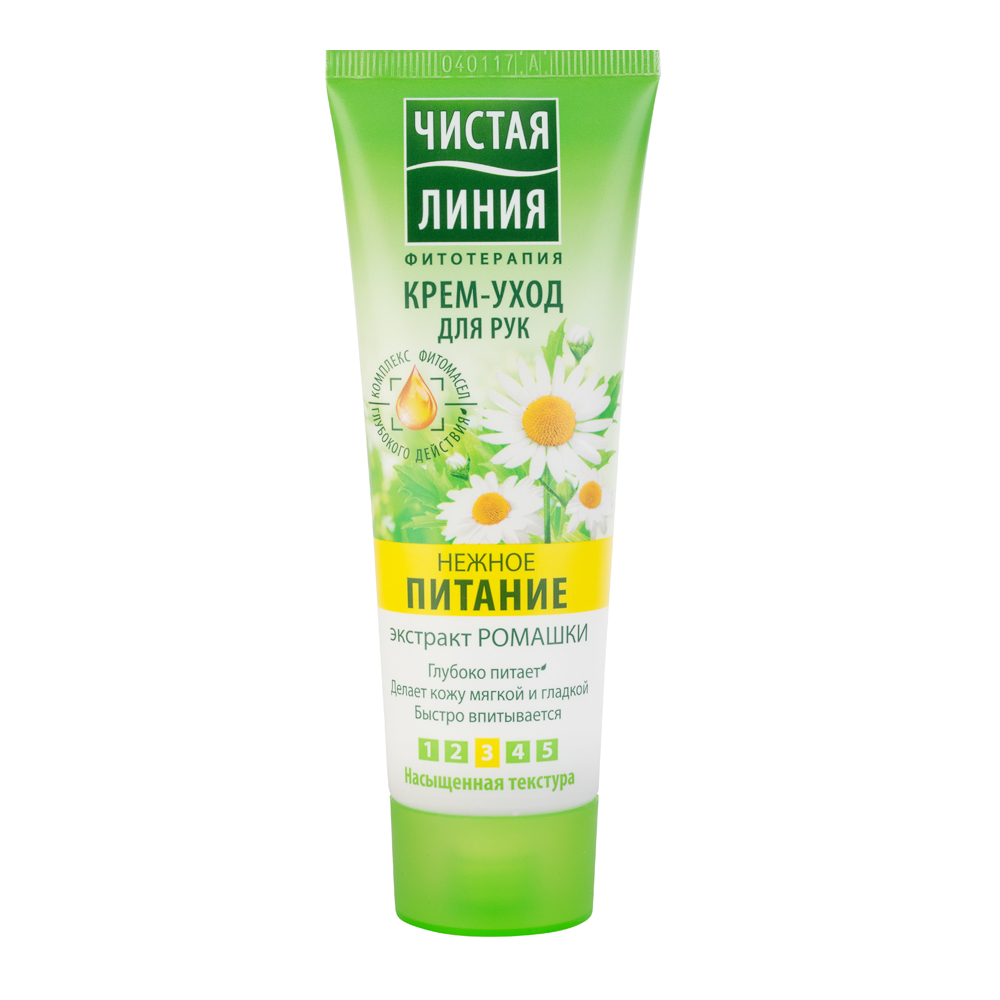 040117 A
ЧИСТАЯ
ЛИНИЯ
ФИТОТЕРАПИЯ
КРЕМ-УХОД
ДЛЯ РУК
КОМПЛЕКС ФИТОМАСЕЛ
ГЛУБОКОГО ДЕЙСТВИЯ
НЕЖНОЕ
ПИТАНИЕ
экстракт РОМАШКИ
Глубоко питает
Делает кожу мягкой и гладкой
Быстро впитывается
1 2 3 4 5
Насыщенная текстура